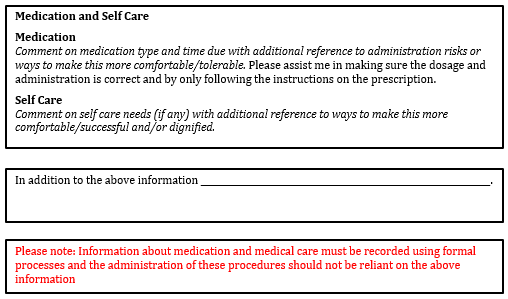 Medication and Self Care
Medication
Comment on medication type and time due with additional reference to administration risks or
ways to make this more comfortable/tolerable. Please assist me in making sure the dosage and
administration is correct and by only following the instructions on the prescription.
Self Care
Comment on self care needs (if any) with additional reference to ways to make this more
comfortable/successful and/or dignified.
In addition to the above information ________________________________________________.
Please note: Information about medication and medical care must be recorded using formal
processes and the administration of these procedures should not be reliant on the above
information